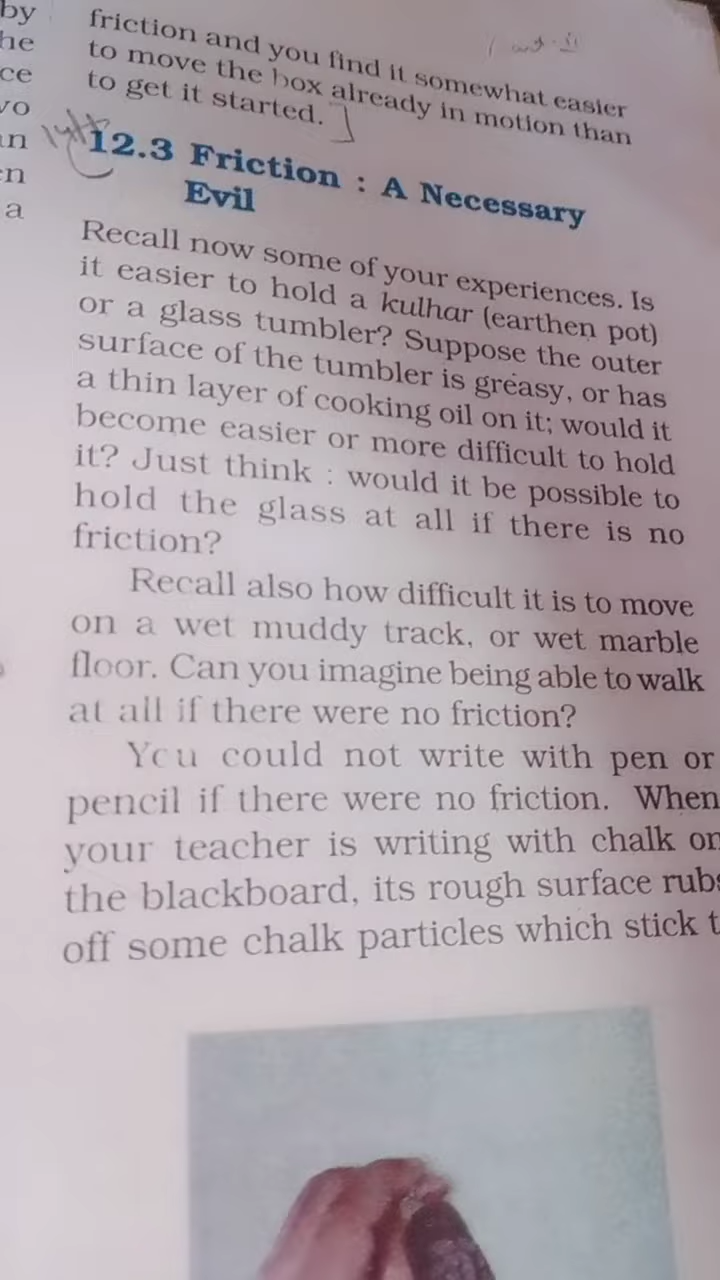 by
he
ce
vo
an
en
a
friction and you find it somewhat easier
to move the box already in motion than
to get it started.
12.3 Friction : A Necessary
Evil
Recall now some of your experiences. Is
it easier to hold a kulhar (earthen pot)
or a glass tumbler? Suppose the outer
surface of the tumbler is greasy, or has
a thin layer of cooking oil on it; would it
become easier or more difficult to hold
it? Just think : would it be possible to
hold the glass at all if there is no
friction?
Recall also how difficult it is to move
on a wet muddy track, or wet marble
floor. Can you imagine being able to walk
at all if there were no friction?
You could not write with pen or
pencil if there were no friction. When
your teacher is writing with chalk on
the blackboard, its rough surface rubs
off some chalk particles which stick t